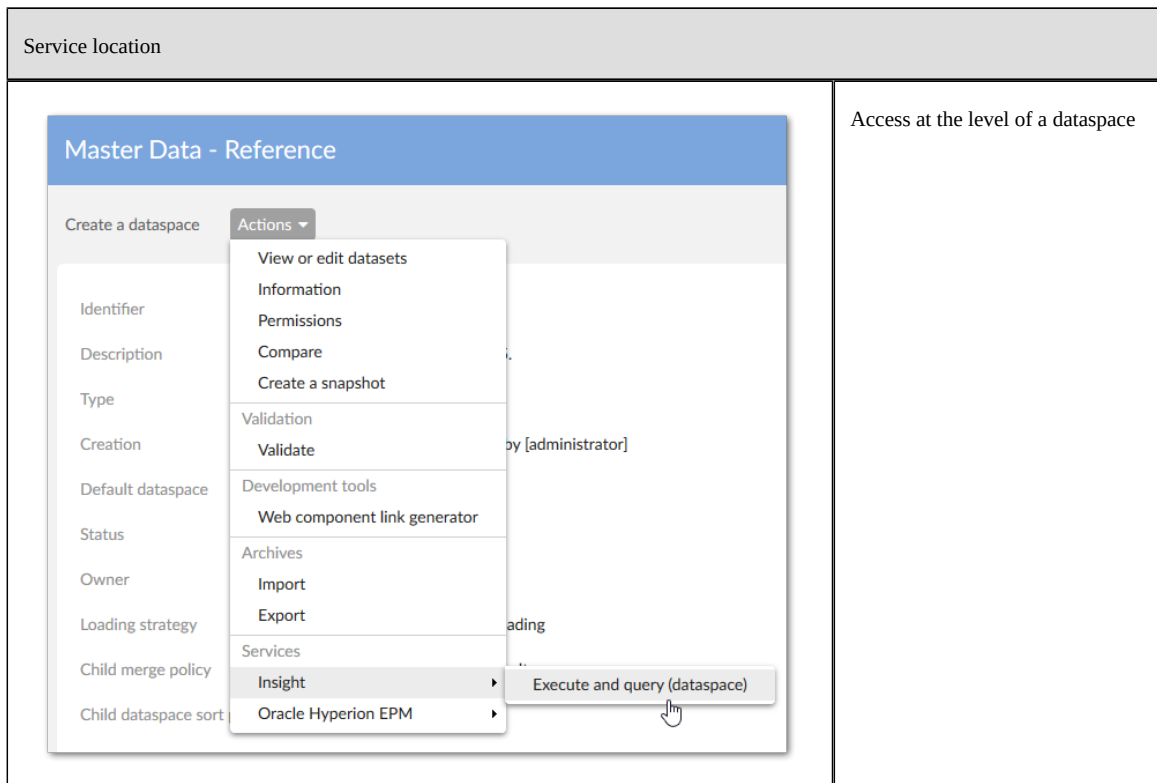 Service location
Access at the level of a dataspace
Master Data - Reference
Create a dataspace Actions
View or edit datasets
Information
Identifier
Permissions
Description Compare
Create a snapshot
Type
Validation
Creation by [administrator]
Validate
Default dataspace Development tools
Web component link generator
Status
Archives
Owner Import
Export
Loading strategy
Services
Child merge policy Insight Execute and query (dataspace)
Child dataspace sort Oracle Hyperion EPM